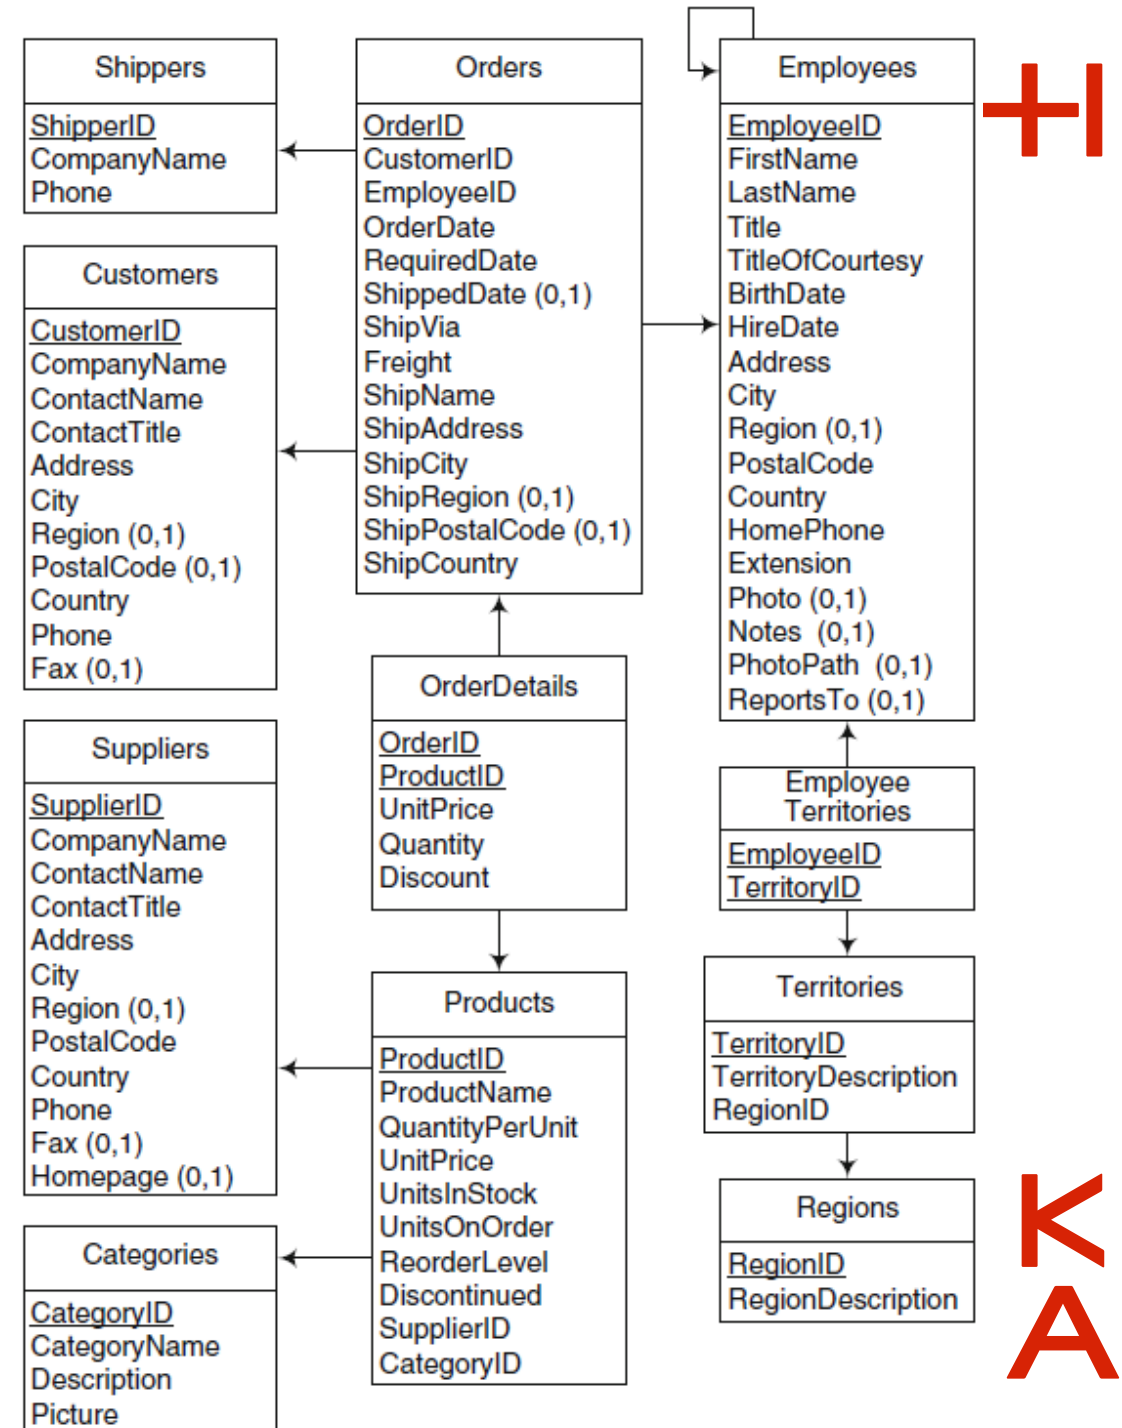 Shippers
ShipperID
CompanyName
Phone
Customers
CustomerID
CompanyName
ContactName
ContactTitle
Address
City
Region (0,1)
PostalCode (0,1)
Country
Phone
Fax (0,1)
Suppliers
SupplierID
CompanyName
ContactName
ContactTitle
Address
City
Region (0,1)
PostalCode
Country
Phone
Fax (0,1)
Homepage (0,1)
Categories
CategoryID
CategoryName
Description
Picture
Orders
OrderID
CustomerID
EmployeeID
OrderDate
RequiredDate
ShippedDate (0,1)
ShipVia
Freight
ShipName
ShipAddress
ShipCity
ShipRegion (0,1)
ShipPostalCode (0,1)
ShipCountry
OrderDetails
OrderID
ProductID
UnitPrice
Quantity
Discount
Products
ProductID
ProductName
QuantityPerUnit
UnitPrice
UnitsInStock
UnitsOnOrder
ReorderLevel
Discontinued
SupplierID
CategoryID
Employees
EmployeeID
FirstName
LastName
Title
TitleOfCourtesy
BirthDate
HireDate
Address
City
Region (0,1)
PostalCode
Country
HomePhone
Extension
Photo (0,1)
Notes (0,1)
PhotoPath (0,1)
ReportsTo (0,1)
Employee
Territories
EmployeeID
TerritoryID
Territories
TerritoryID
TerritoryDescription
RegionID
Regions
RegionID
RegionDescription
K
A